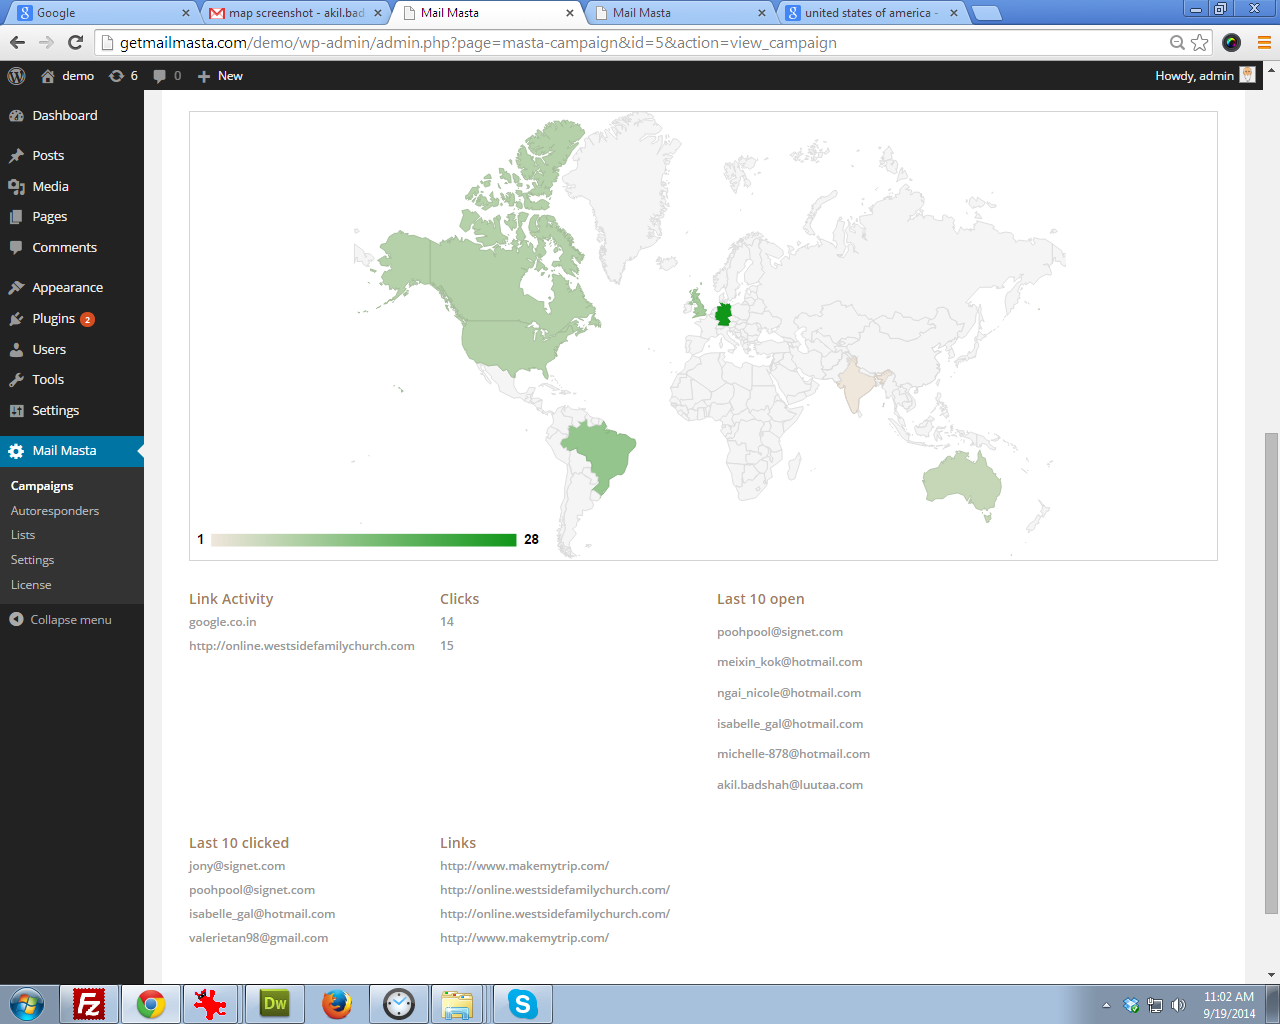 Google
map screenshot - akil.bad
Mail Masta
Mail Masta
united states of america -
getmailmasta.com/demo/wp-admin/admin.php?page=masta-campaign&id=5&action=view_campaign
demo 6 0 New Howdy, admin
Dashboard
Posts
Media
Pages
Comments
Appearance
Plugins 2
Users
Tools
Settings
Mail Masta
Campaigns
Autoresponders
Lists
Settings
License
Collapse menu
1 28
Link Activity Clicks
google.co.in 14
http://online.westsidefamilychurch.com 15
Last 10 open
poohpool@signet.com
meixin_kok@hotmail.com
ngai_nicole@hotmail.com
isabelle_gal@hotmail.com
michelle-878@hotmail.com
akil.badshah@luutaa.com
Last 10 clicked Links
jony@signet.com http://www.makemytrip.com/
poohpool@signet.com http://online.westsidefamilychurch.com/
isabelle_gal@hotmail.com http://online.westsidefamilychurch.com/
valerietan98@gmail.com http://www.makemytrip.com/
Fz
Dw
S
11:02 AM
9/19/2014